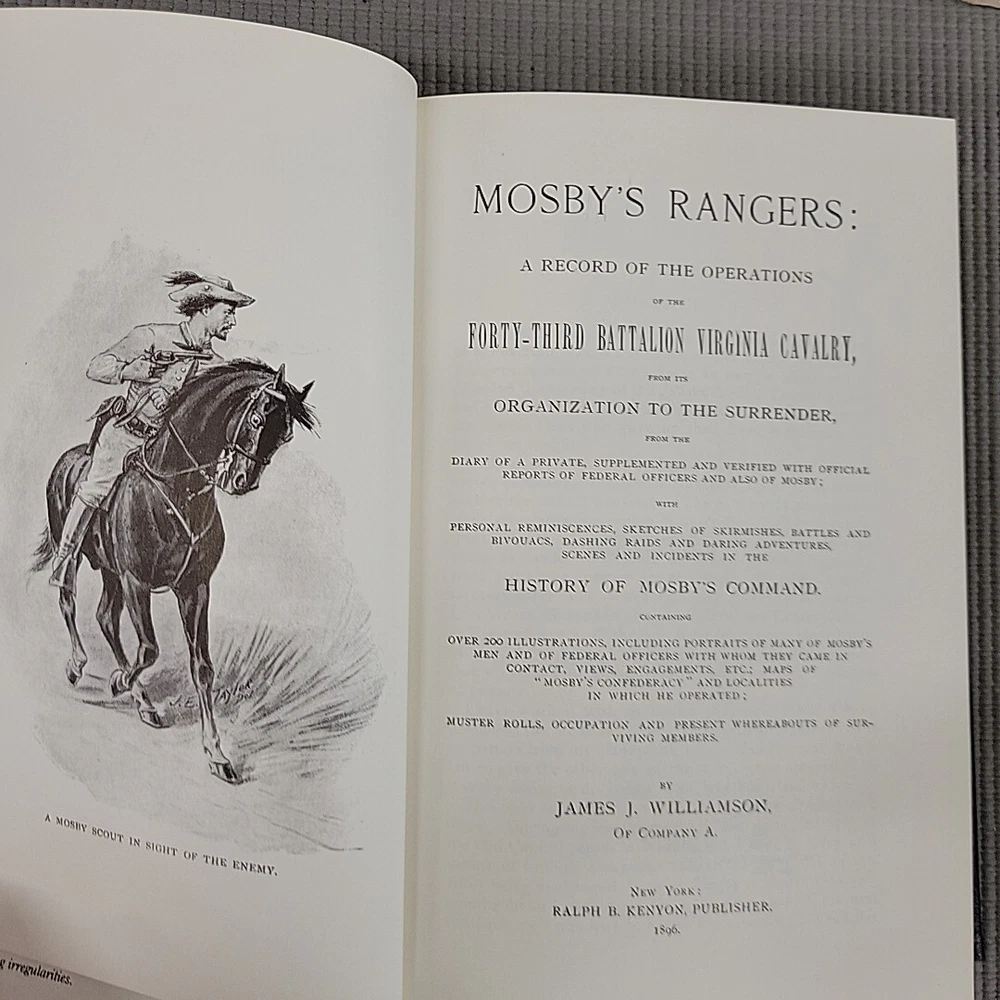 J.E. Taylor
A MOSBY SCOUT IN SIGHT OF THE ENEMY.
irregularities.
MOSBY'S RANGERS:
A RECORD OF THE OPERATIONS
OF THE
FORTY-THIRD BATTALION VIRGINIA CAVALRY,
FROM ITS
ORGANIZATION TO THE SURRENDER,
FROM THE
DIARY OF A PRIVATE, SUPPLEMENTED AND VERIFIED WITH OFFICIAL
REPORTS OF FEDERAL OFFICERS AND ALSO OF MOSBY;
WITH
PERSONAL REMINISCENCES, SKETCHES OF SKIRMISHES, BATTLES AND
BIVOUACS, DASHING RAIDS AND DARING ADVENTURES,
SCENES AND INCIDENTS IN THE
HISTORY OF MOSBY'S COMMAND.
CONTAINING
OVER 200 ILLUSTRATIONS, INCLUDING PORTRAITS OF MANY OF MOSBY'S
MEN AND OF FEDERAL OFFICERS WITH WHOM THEY CAME IN
CONTACT, VIEWS, ENGAGEMENTS, ETC.; MAPS OF
"MOSBY'S CONFEDERACY" AND LOCALITIES
IN WHICH HE OPERATED;
MUSTER ROLLS, OCCUPATION AND PRESENT WHEREABOUTS OF SUR-
VIVING MEMBERS.
BY
JAMES J. WILLIAMSON,
OF COMPANY A.
NEW YORK:
RALPH B. KENYON, PUBLISHER.
1896.